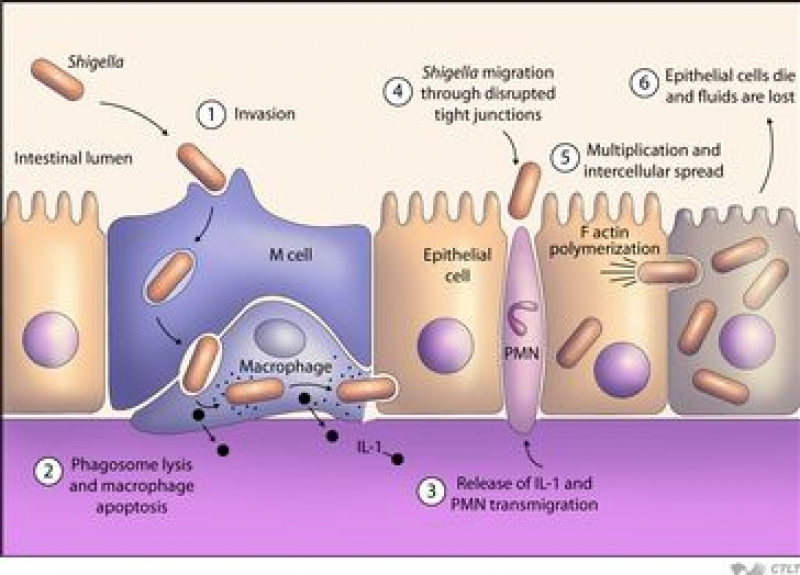 Shigella
1 Invasion
Intestinal lumen
M cell
Macrophage
2 Phagosome lysis
and macrophage
apoptosis
IL-1
3 Release of IL-1 and
PMN transmigration
4 Shigella migration
through disrupted
tight junctions
Epithelial
cell
PMN
5 Multiplication and
intercellular spread
F actin
polymerization
6 Epithelial cells die
and fluids are lost
CTLT